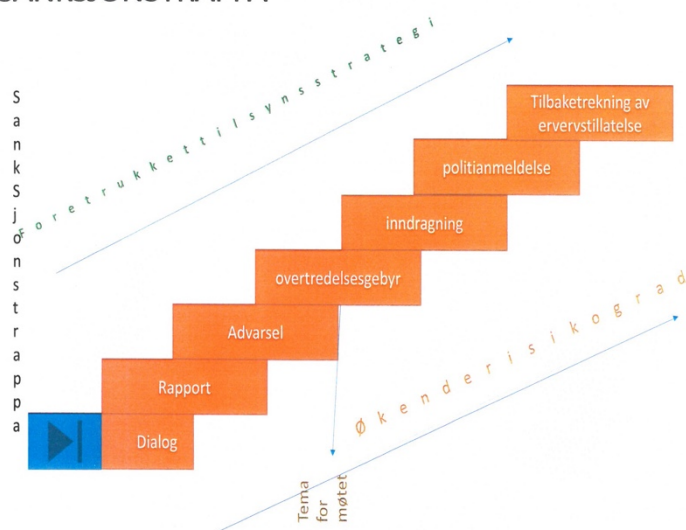 SankSjonstrappa
Foretrukkettilsynsstrategi
Tilbaketrekning av
ervervstillatelse
politianmeldelse
inndragning
overtredelsesgebyr
Advarsel
Rapport
Dialog
Økenderisikograd
Tema
for
møtet